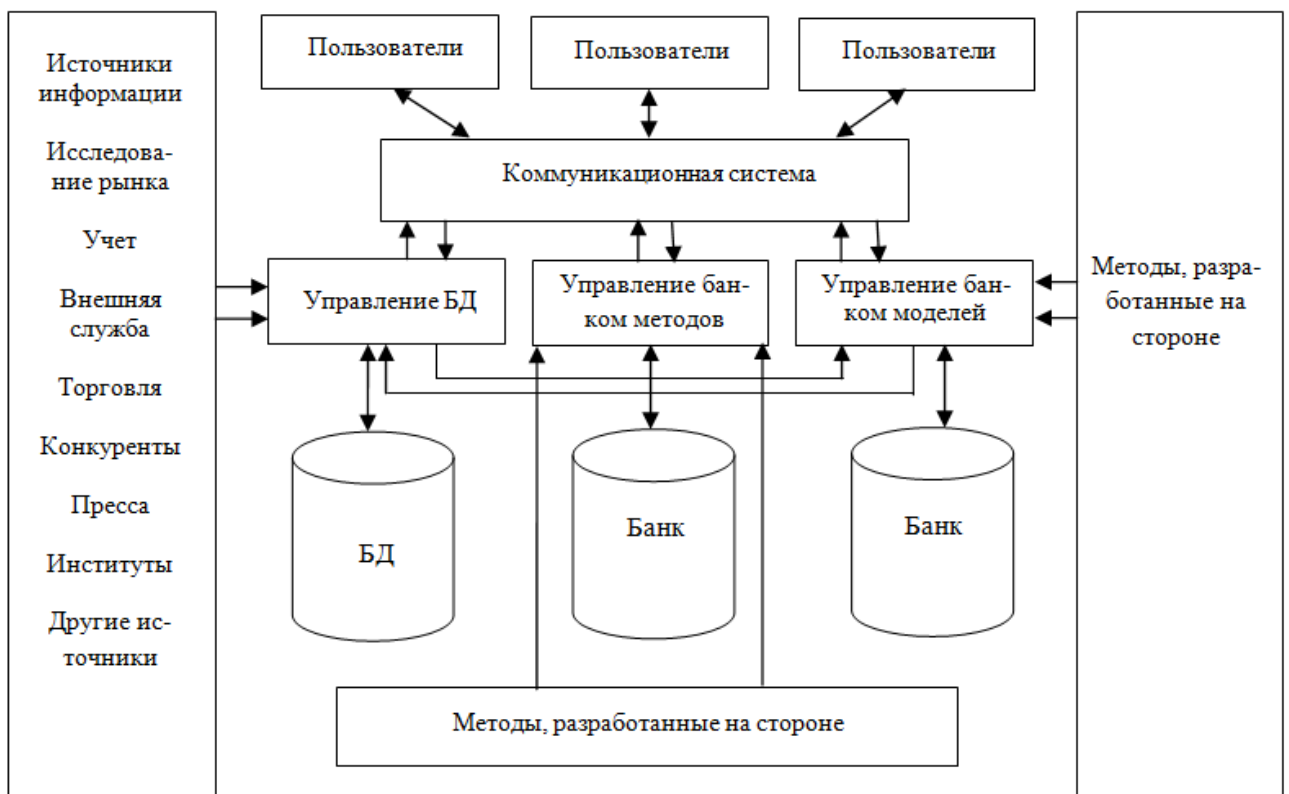 Источники
информации
Исследова-
ние рынка
Учет
Внешняя
служба
Торговля
Конкуренты
Пресса
Институты
Другие ис-
точники
Пользователи
Пользователи
Пользователи
Коммуникационная система
Управление БД
Управление бан-
ком методов
Управление бан-
ком моделей
БД
Банк
Банк
Методы, разработанные на стороне
Методы, разра-
ботанные на
стороне